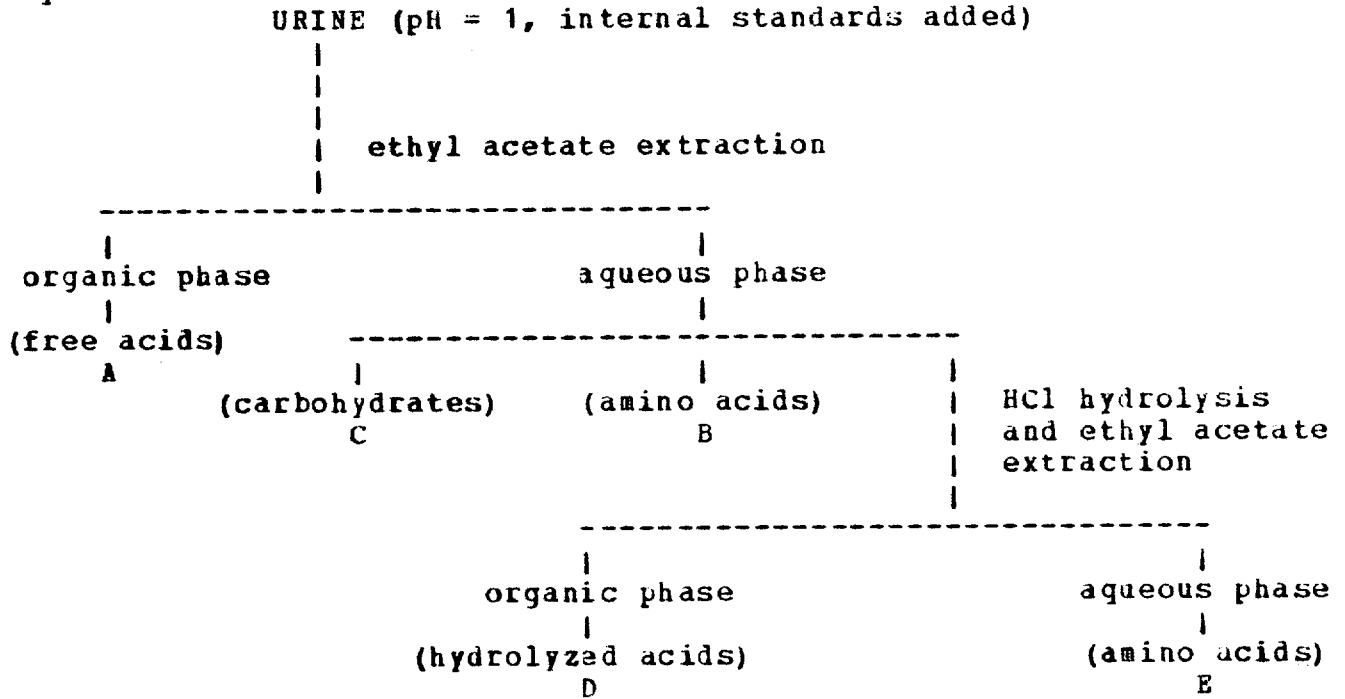 URINE (pH = 1, internal standards added)
ethyl acetate extraction
organic phase aqueous phase
(free acids)
A
(carbohydrates) (amino acids)
C B
HCl hydrolysis
and ethyl acetate
extraction
organic phase aqueous phase
(hydrolyzed acids) (amino acids)
D E